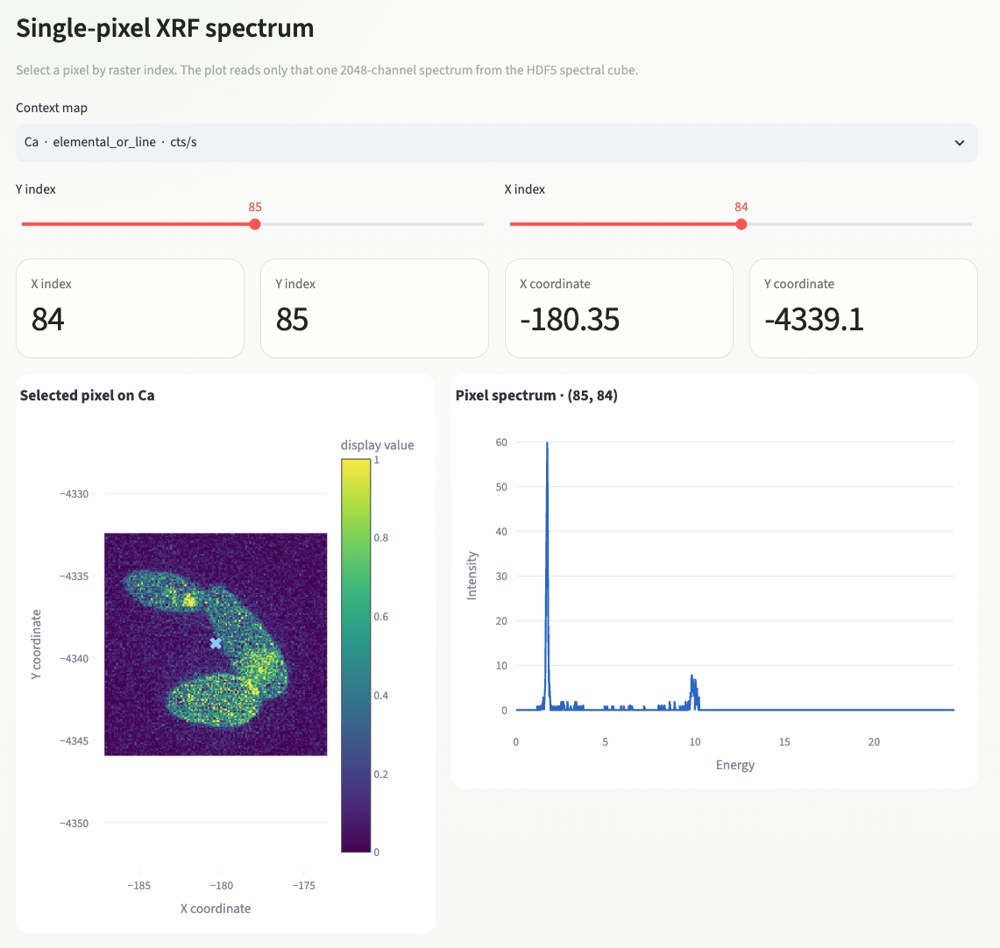 Single-pixel XRF spectrum
Select a pixel by raster index. The plot reads only that one 2048-channel spectrum from the HDF5 spectral cube.
Context map
Ca · elemental_or_line · cts/s
Y index
85
X index
84
X index
84
Y index
85
X coordinate
-180.35
Y coordinate
-4339.1
Selected pixel on Ca
display value
1
0.8
0.6
0.4
0.2
0
−4330
−4335
−4340
−4345
−4350
Y coordinate
−185
−180
−175
X coordinate
Pixel spectrum · (85, 84)
60
50
40
30
20
10
0
Intensity
0
5
10
15
20
Energy